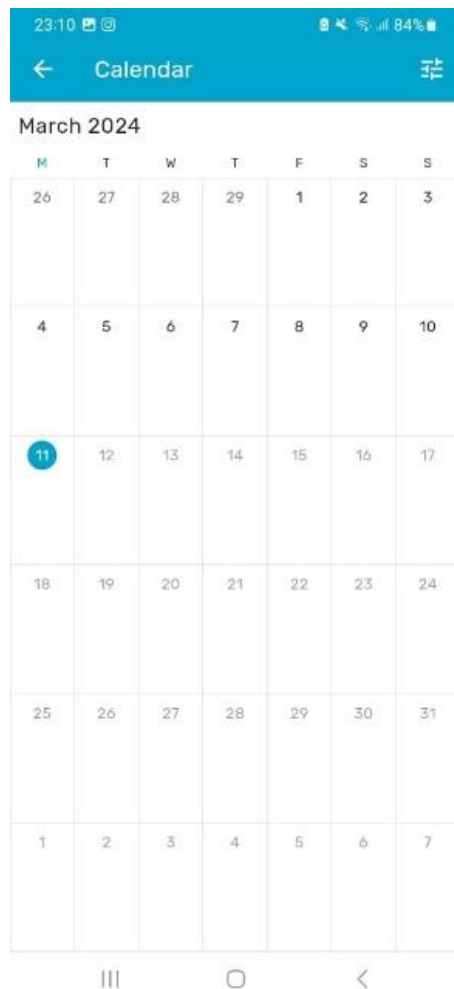 23:10 84%
Calendar
March 2024
M T W T F S S
26 27 28 29 1 2 3
4 5 6 7 8 9 10
11 12 13 14 15 16 17
18 19 20 21 22 23 24
25 26 27 28 29 30 31
1 2 3 4 5 6 7